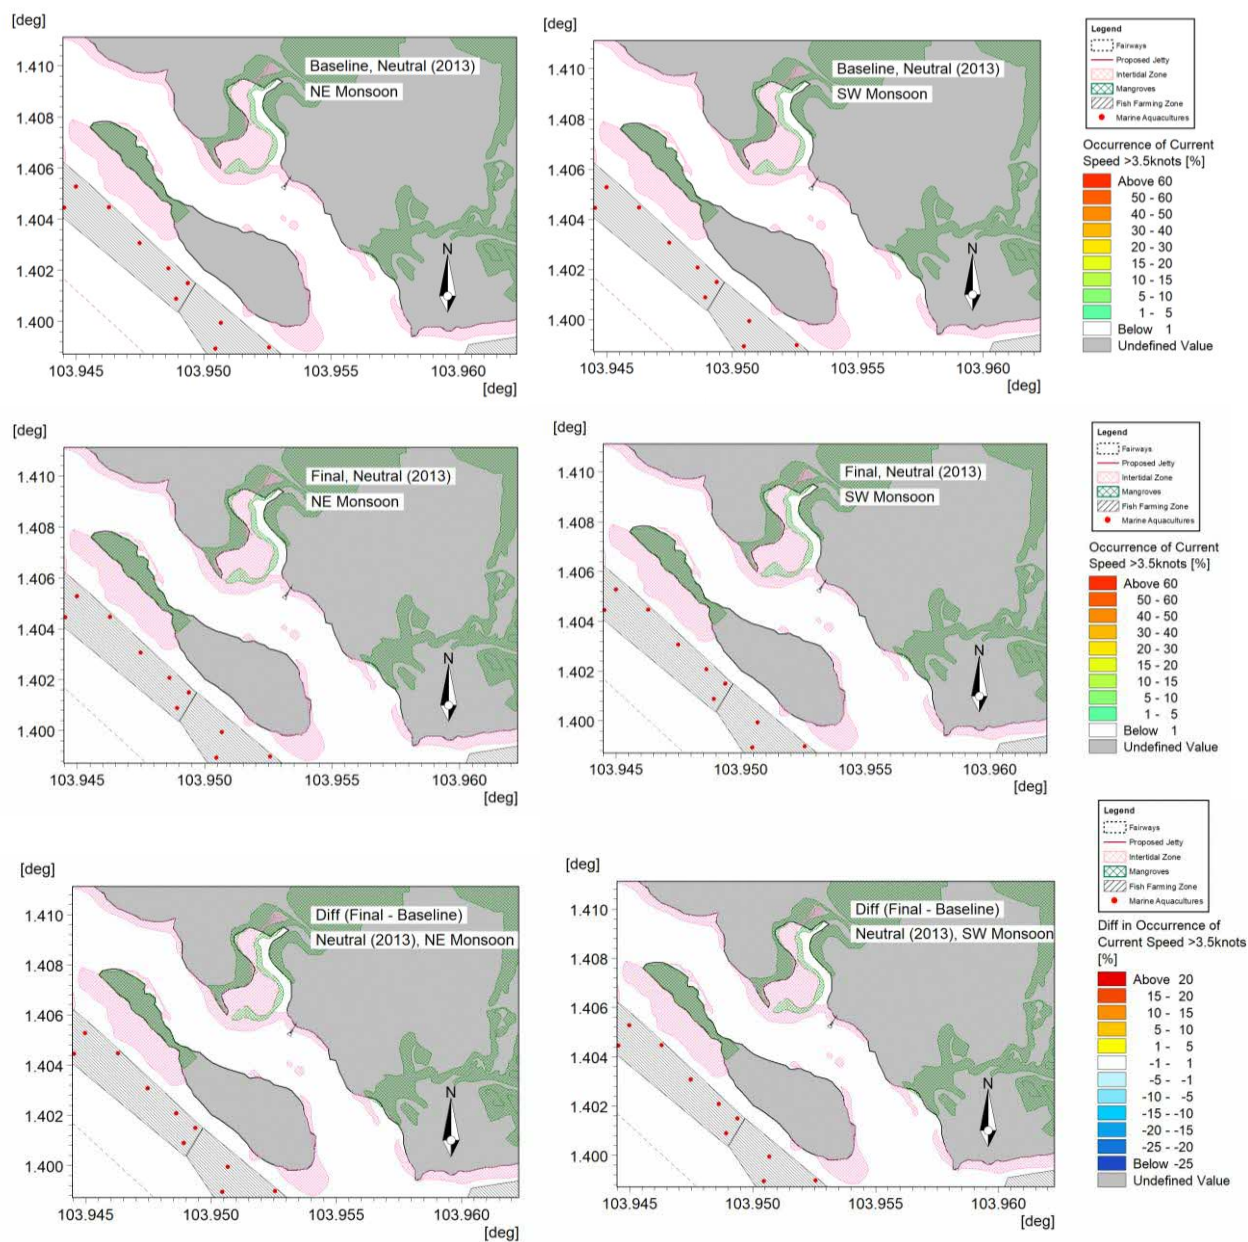 [deg]
1.410
1.408
1.406
1.404
1.402
1.400
Baseline, Neutral (2013)
NE Monsoon
N
103.945
103.950
103.955
103.960
[deg]
[deg]
1.410
1.408
1.406
1.404
1.402
1.400
Baseline, Neutral (2013)
SW Monsoon
N
103.945
103.950
103.955
103.960
[deg]
Legend
Fairways
Proposed Jetty
Intertidal Zone
Mangroves
Fish Farming Zone
Marine Aquacultures
Occurrence of Current
Speed >3.5knots [%]
Above 60
50 - 60
40 - 50
30 - 40
20 - 30
15 - 20
10 - 15
5 - 10
1 - 5
Below 1
Undefined Value
[deg]
1.410
1.408
1.406
1.404
1.402
1.400
Final, Neutral (2013)
NE Monsoon
N
103.945
103.950
103.955
103.960
[deg]
[deg]
1.410
1.408
1.406
1.404
1.402
1.400
Final, Neutral (2013)
SW Monsoon
N
103.945
103.950
103.955
103.960
[deg]
Legend
Fairways
Proposed Jetty
Intertidal Zone
Mangroves
Fish Farming Zone
Marine Aquacultures
Occurrence of Current
Speed >3.5knots [%]
Above 60
50 - 60
40 - 50
30 - 40
20 - 30
15 - 20
10 - 15
5 - 10
1 - 5
Below 1
Undefined Value
[deg]
1.410
1.408
1.406
1.404
1.402
1.400
Diff (Final - Baseline)
Neutral (2013), NE Monsoon
N
103.945
103.950
103.955
103.960
[deg]
[deg]
1.410
1.408
1.406
1.404
1.402
1.400
Diff (Final - Baseline)
Neutral (2013), SW Monsoon
N
103.945
103.950
103.955
103.960
[deg]
Legend
Fairways
Proposed Jetty
Intertidal Zone
Mangroves
Fish Farming Zone
Marine Aquacultures
Diff in Occurrence of
Current Speed >3.5knots
[%]
Above 20
15 - 20
10 - 15
5 - 10
1 - 5
-1 - 1
-5 - -1
-10 - -5
-15 - -10
-20 - -15
-25 - -20
Below -25
Undefined Value